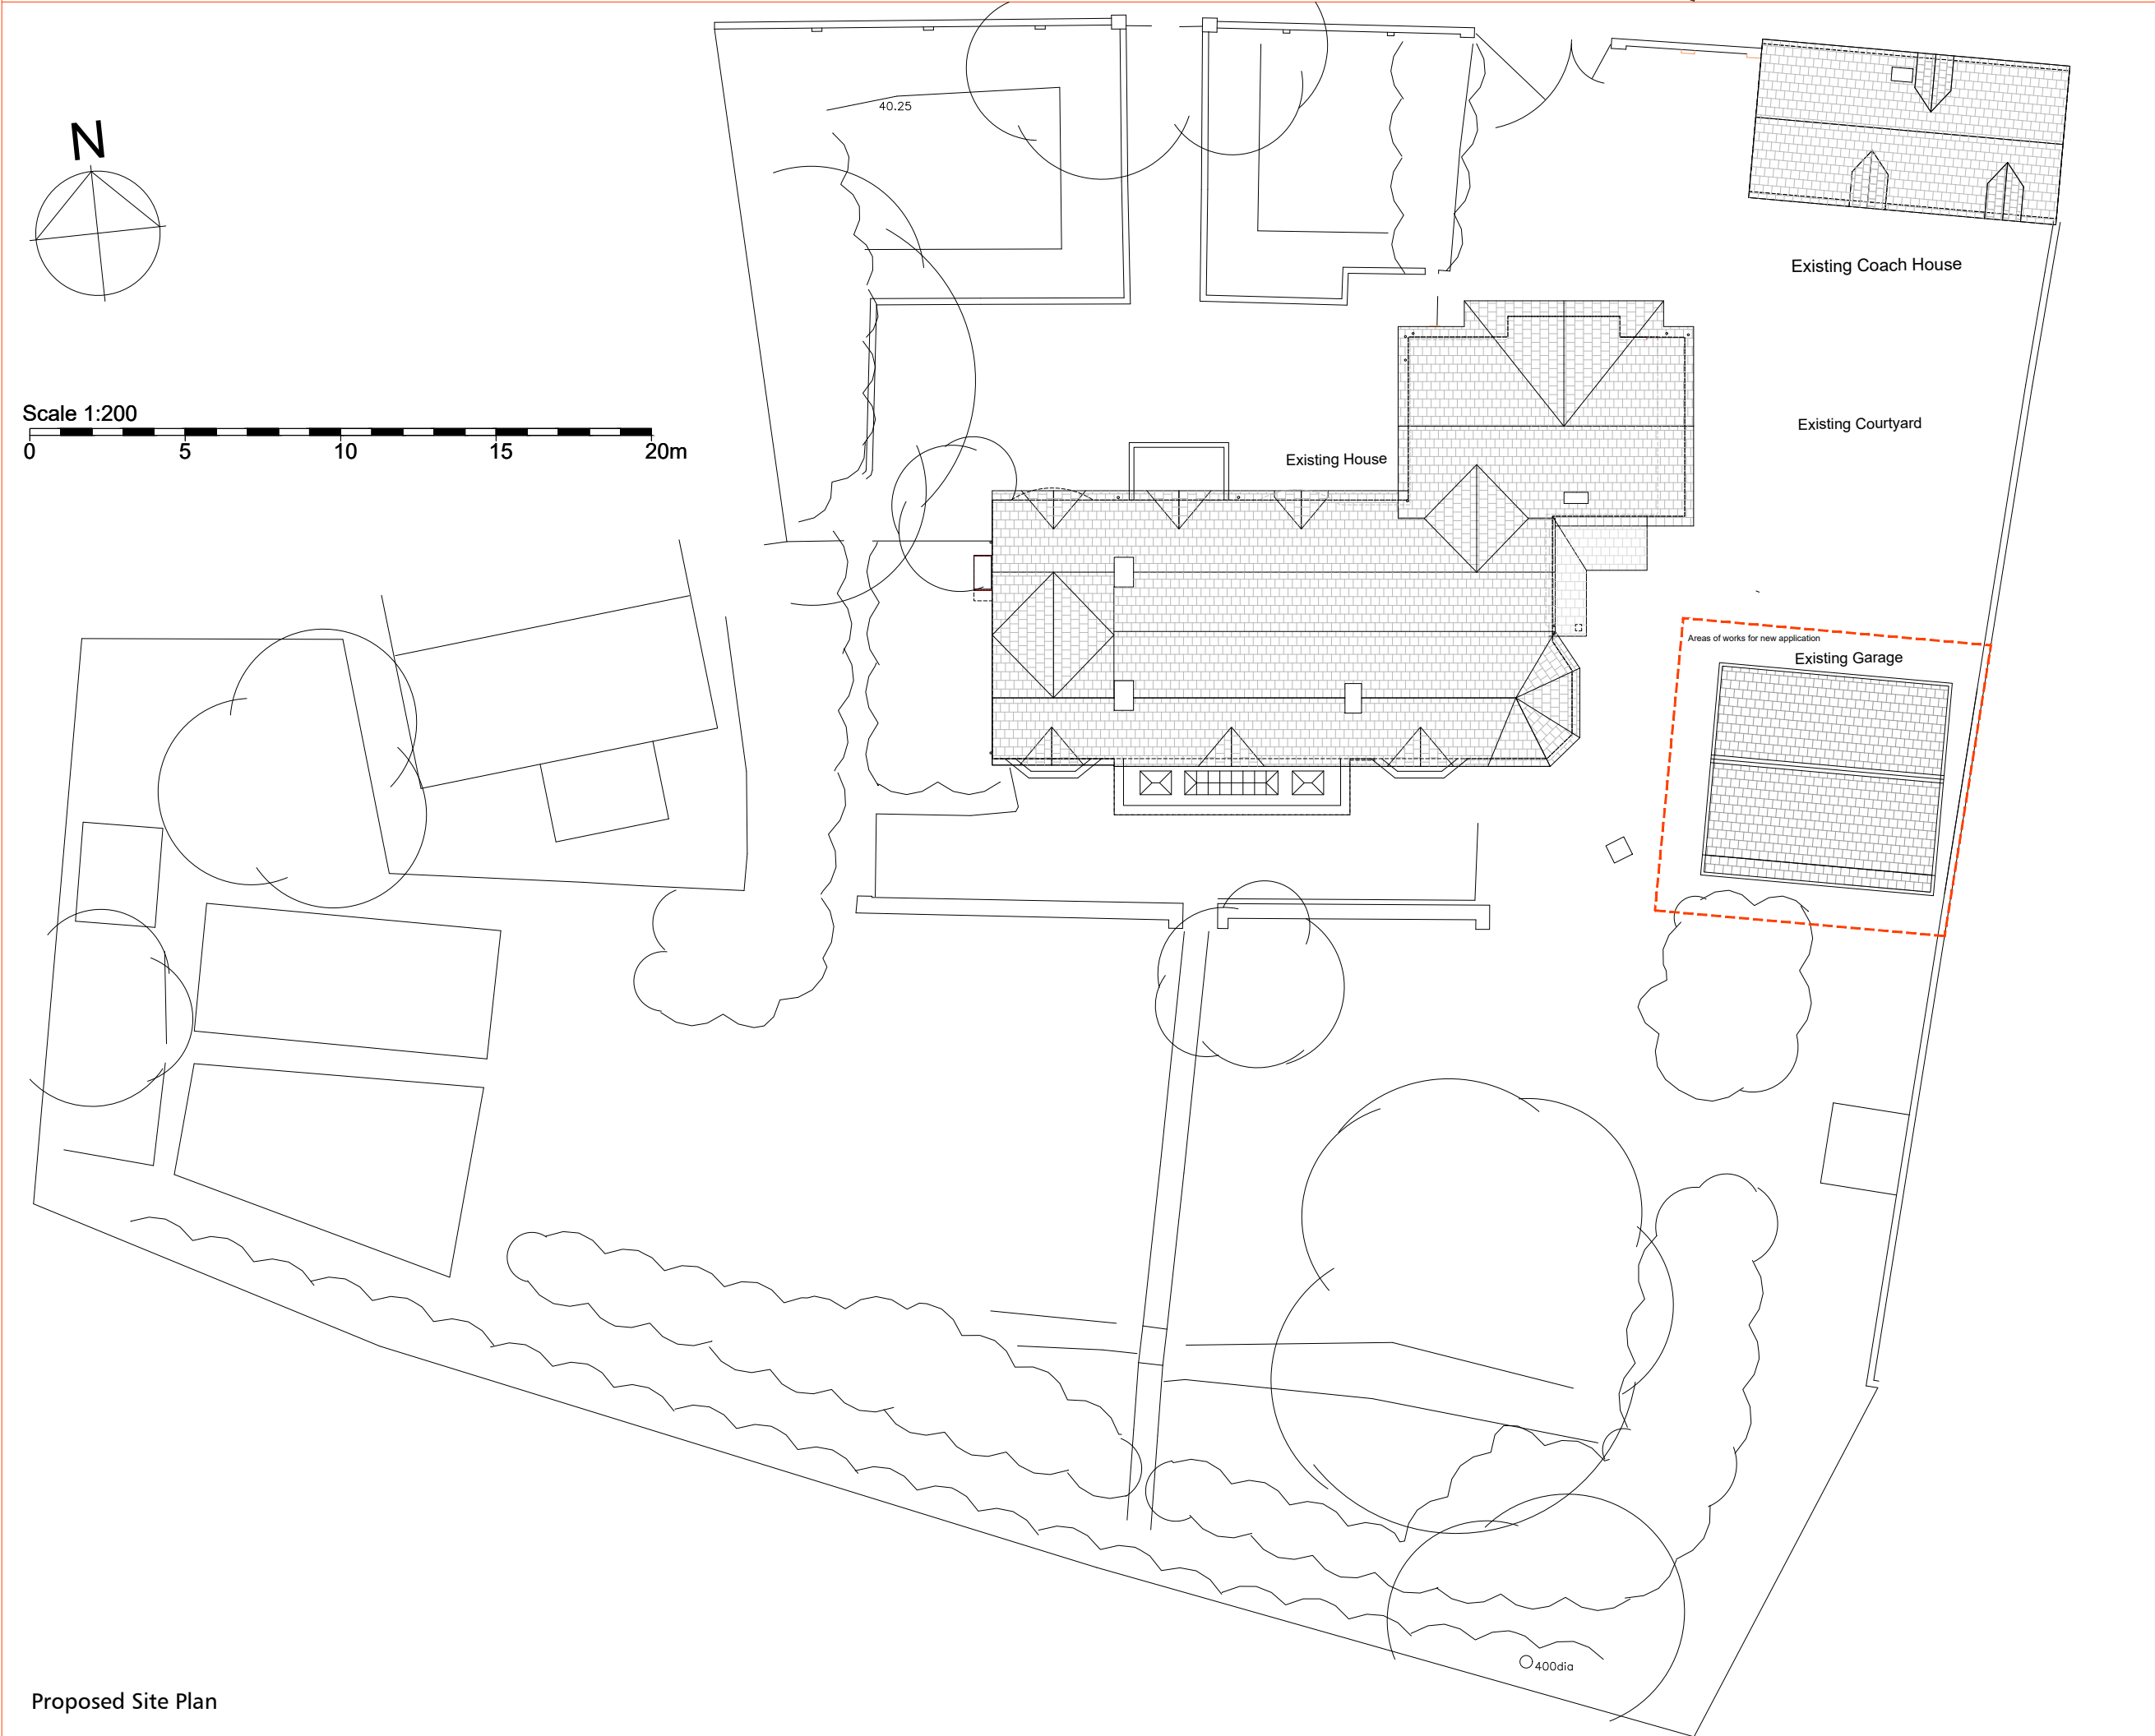 40.25
N
Existing Coach House
Scale 1:200
0 5 10 15 20m
Existing Courtyard
Existing House
Areas of works for new application
Existing Garage
400dia
Proposed Site Plan